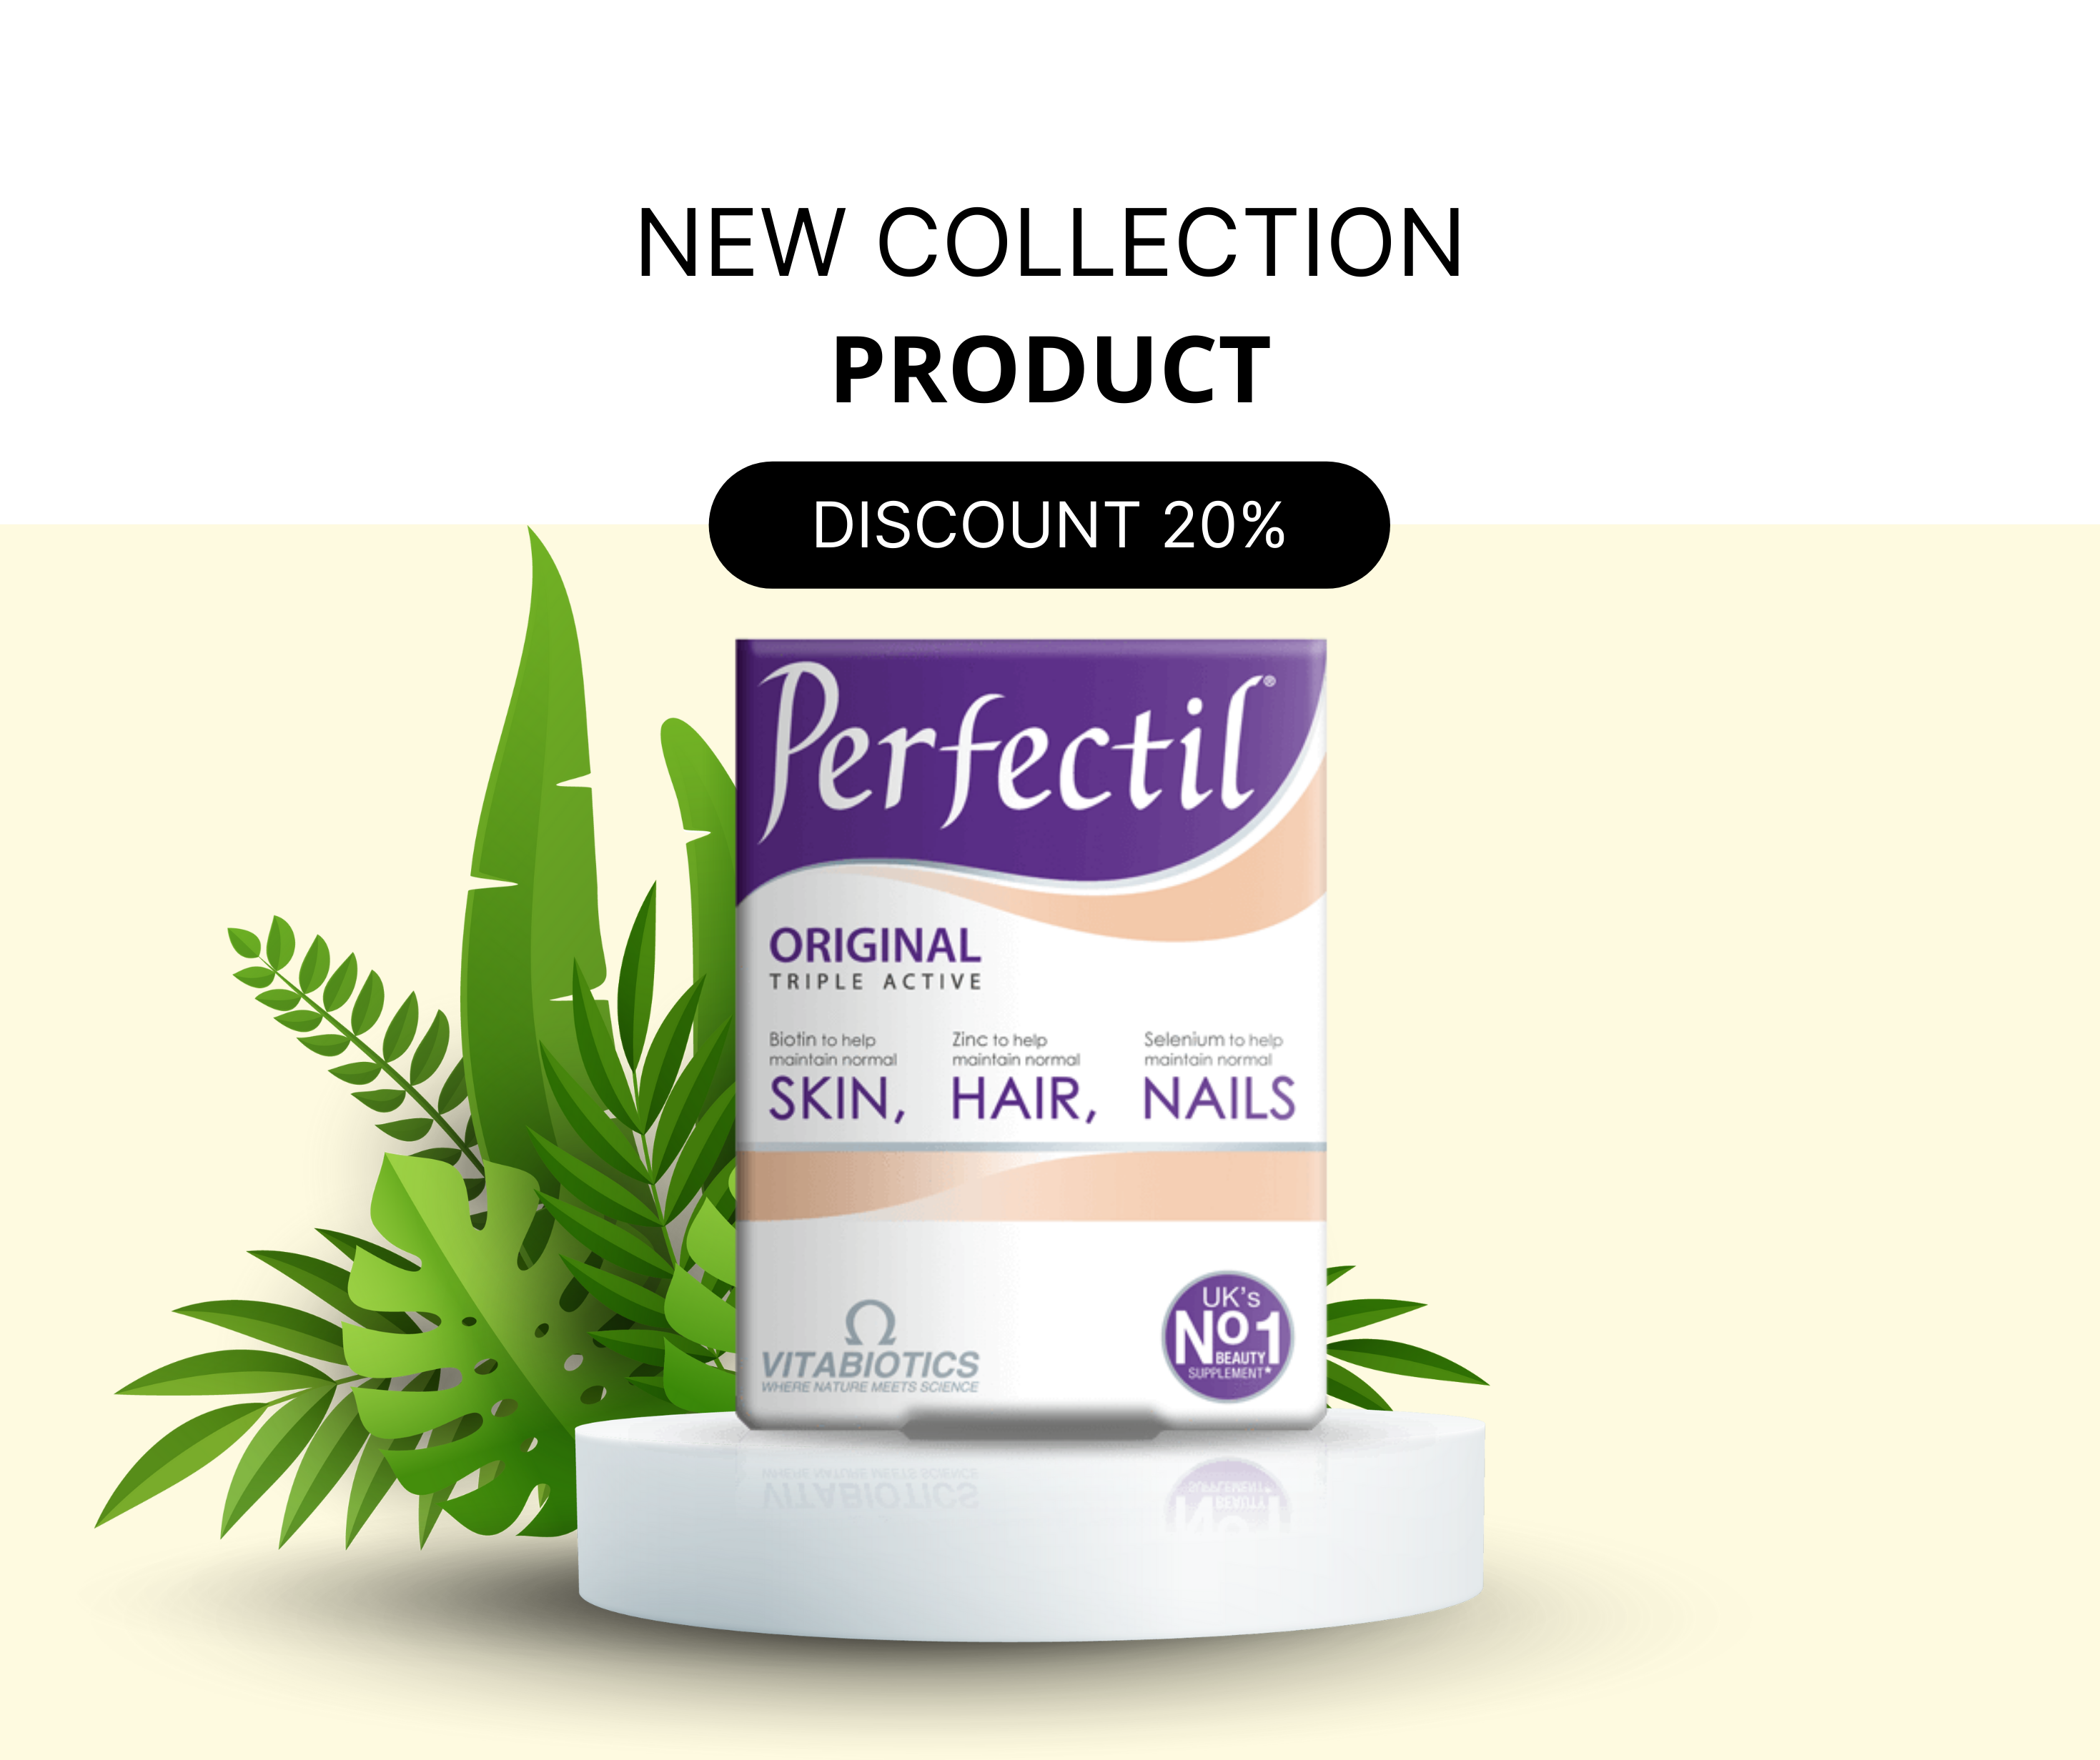 NEW COLLECTION
PRODUCT
DISCOUNT 20%
Perfectil®
ORIGINAL
TRIPLE ACTIVE
Biotin to help
maintain normal
SKIN,
Zinc to help
maintain normal
HAIR,
Selenium to help
maintain normal
NAILS
VITABIOTICS
WHERE NATURE MEETS SCIENCE
UK's
No1
BEAUTY
SUPPLEMENT*